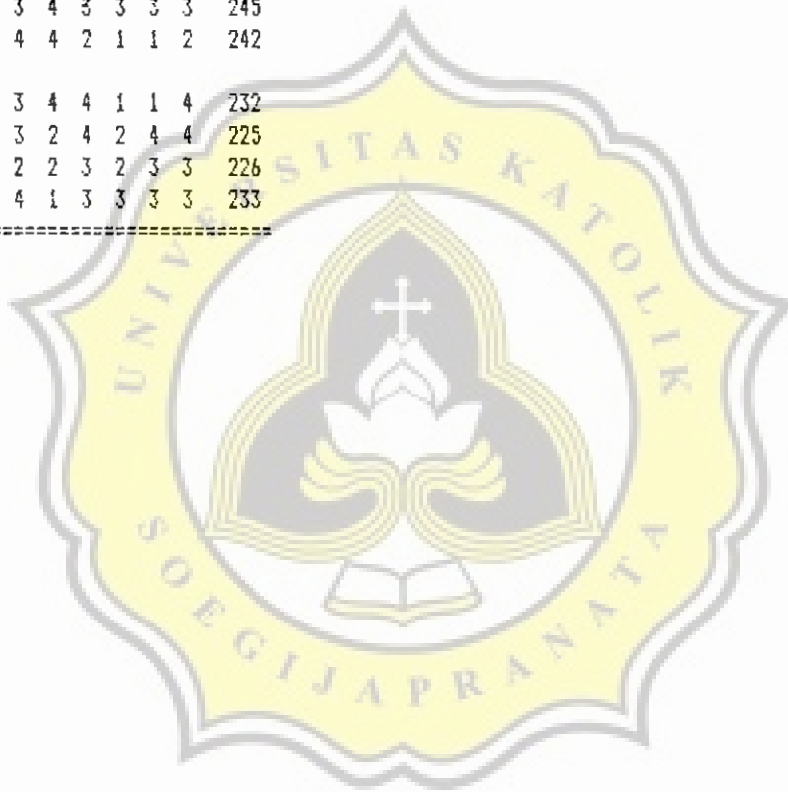 3 4 3 3 3 3 245
4 4 2 1 1 2 242
3 4 4 1 1 4 232
3 2 4 2 4 4 225
2 2 3 2 3 3 226
4 1 3 3 3 3 233
==========================
UNIVERSITAS KATOLIK
SOEGIJAPRANATA